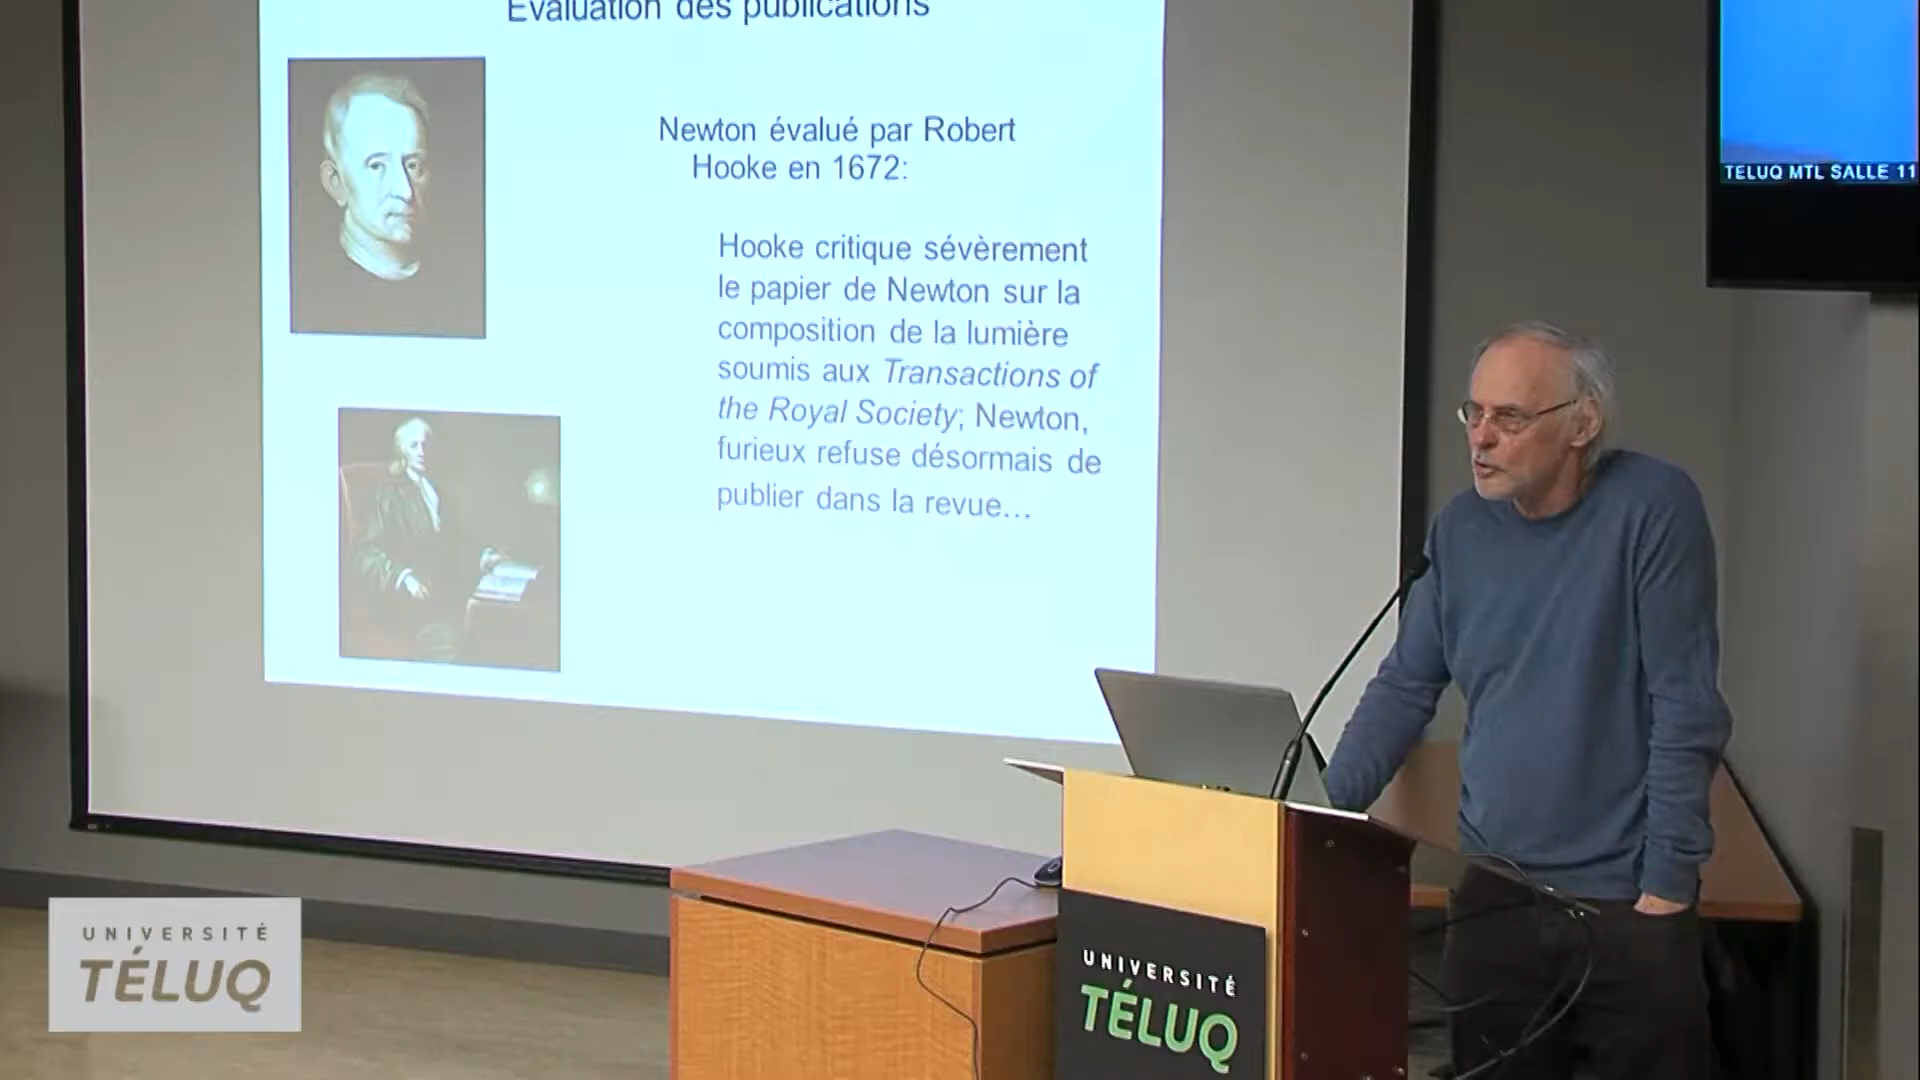 Évaluation des publications
Newton évalué par Robert
Hooke en 1672:
Hooke critique sévèrement
le papier de Newton sur la
composition de la lumière
soumis aux Transactions of
the Royal Society; Newton,
furieux refuse désormais de
publier dans la revue...
TELUQ MTL SALLE 11
UNIVERSITÉ
TÉLUQ
UNIVERSITÉ
TÉLUQ